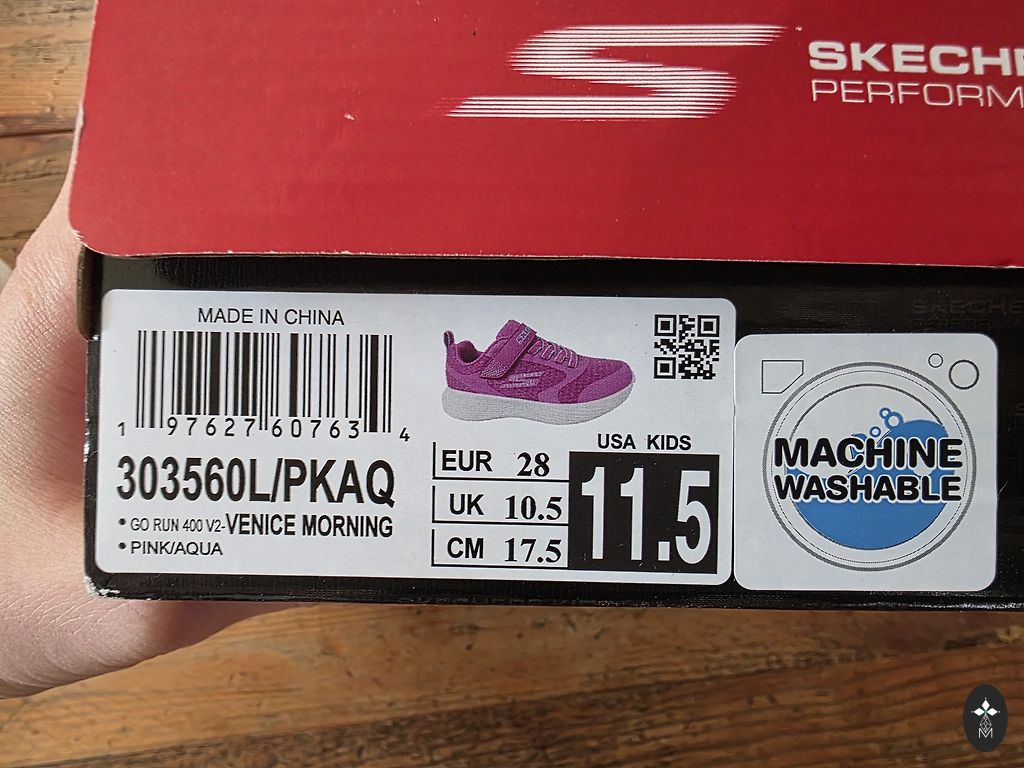 SKECHE
PERFORM
MADE IN CHINA
1 97627 60763 4
303560L/PKAQ
• GO RUN 400 V2-VENICE MORNING
• PINK/AQUA
USA KIDS
EUR 28
UK 10.5
CM 17.5
11.5
MACHINE
WASHABLE
M